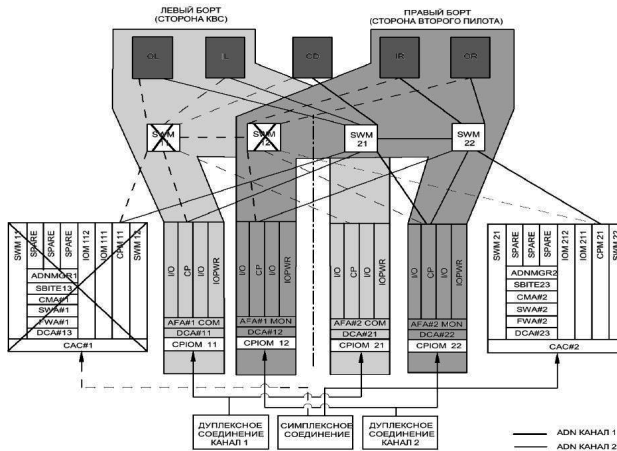 ЛЕВЫЙ БОРТ
(СТОРОНА КВС)
ПРАВЫЙ БОРТ
(СТОРОНА ВТОРОГО ПИЛОТА)
OL
IL
CD
IR
OR
SWM
11
SWM
12
SWM
21
SWM
22
SWM 11
SPARE
SPARE
SPARE
IOM 112
IOM 111
CPM 11
SWM 12
ADNMGR1
SBITE13
CMA#1
SWA#1
FWA#1
DCA#13
CAC#1
I/O
CP
I/O
IOPWR
AFA#1 COM
DCA#11
CPIOM 11
I/O
CP
I/O
IOPWR
AFA#1 MON
DCA#12
CPIOM 12
I/O
CP
I/O
IOPWR
AFA#2 COM
DCA#21
CPIOM 21
I/O
CP
I/O
IOPWR
AFA#2 MON
DCA#22
CPIOM 22
SWM 21
SPARE
SPARE
SPARE
IOM 212
IOM 211
CPM 21
SWM 22
ADNMGR2
SBITE23
CMA#2
SWA#2
FWA#2
DCA#23
CAC#2
ДУПЛЕКСНОЕ
СОЕДИНЕНИЕ
КАНАЛ 1
СИМПЛЕКСНОЕ
СОЕДИНЕНИЕ
ДУПЛЕКСНОЕ
СОЕДИНЕНИЕ
КАНАЛ 2
ADN КАНАЛ 1
ADN КАНАЛ 2